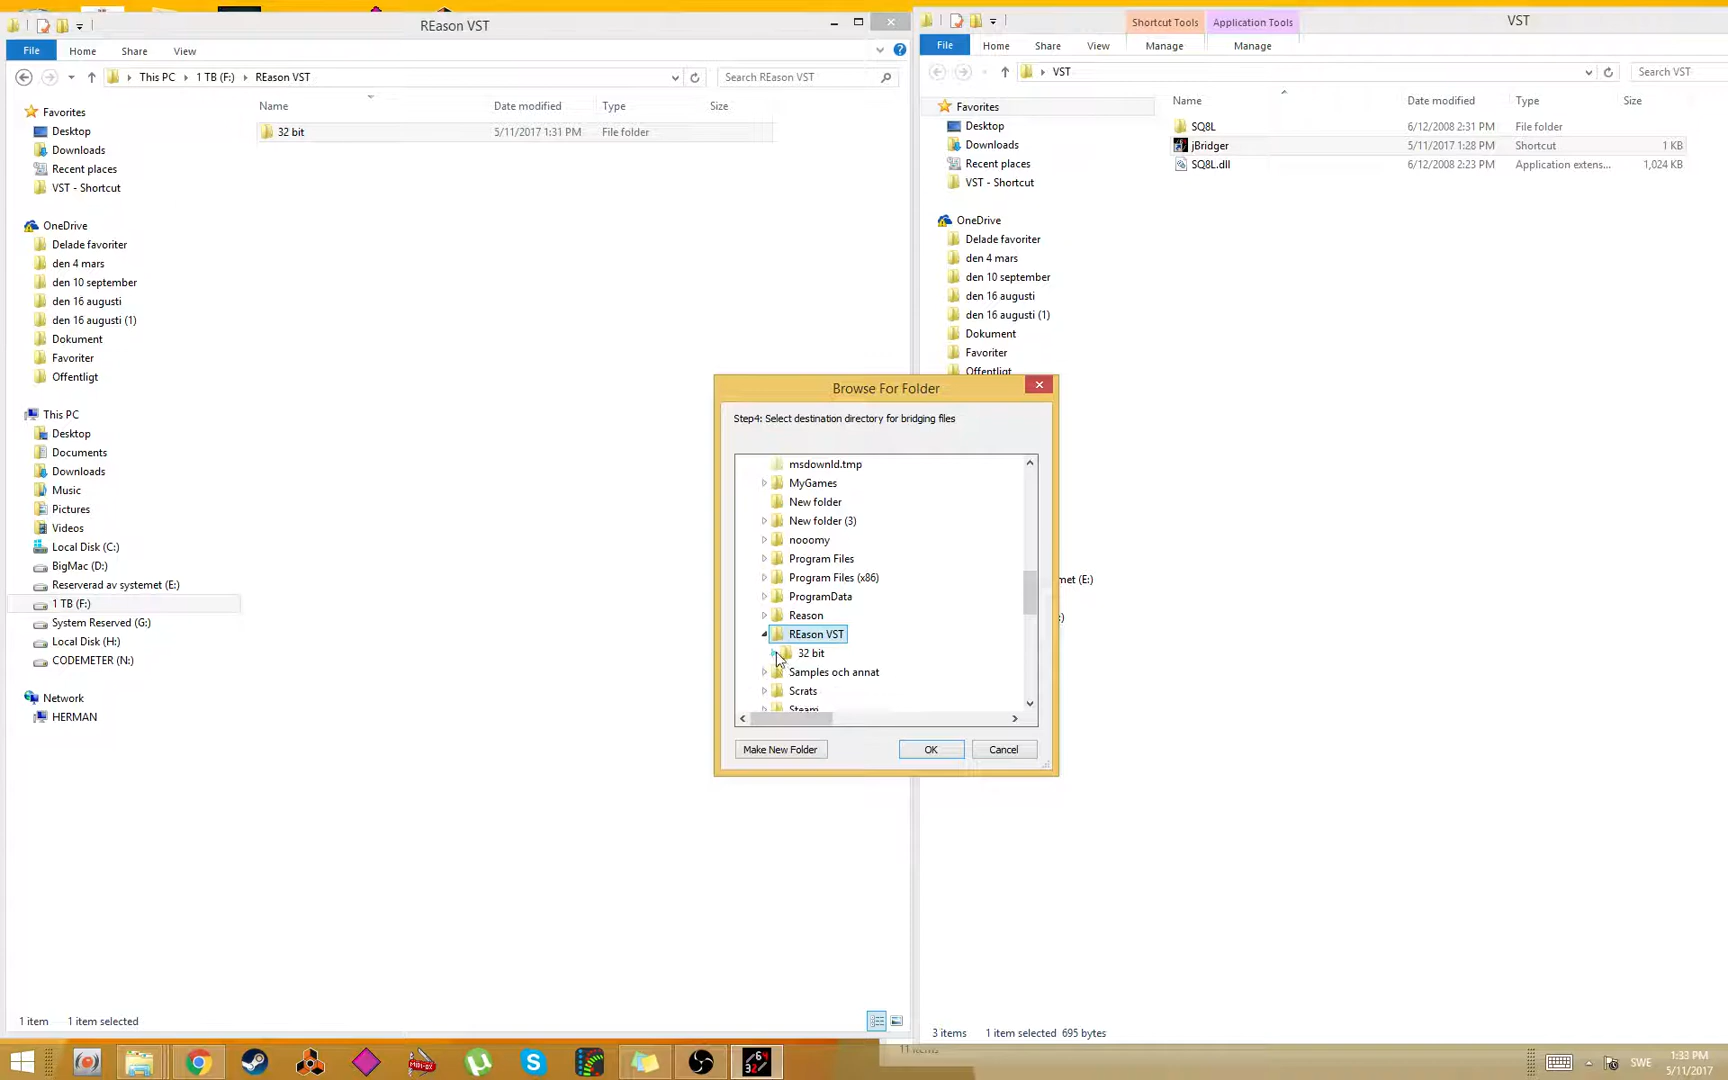 REason VST
File Home Share View
This PC 1 TB (F:) REason VST
Search REason VST
Name Date modified Type Size
32 bit 5/11/2017 1:31 PM File folder
Favorites
Desktop
Downloads
Recent places
VST - Shortcut
OneDrive
Delade favoriter
den 4 mars
den 10 september
den 16 augusti
den 16 augusti (1)
Dokument
Favoriter
Offentligt
This PC
Desktop
Documents
Downloads
Music
Pictures
Videos
Local Disk (C:)
BigMac (D:)
Reserverad av systemet (E:)
1 TB (F:)
System Reserved (G:)
Local Disk (H:)
CODEMETER (N:)
Network
HERMAN
1 item 1 item selected
Shortcut Tools Application Tools VST
File Home Share View Manage Manage
VST
Search VST
Name Date modified Type Size
SQ8L 6/12/2008 2:31 PM File folder
jBridger 5/11/2017 1:28 PM Shortcut 1 KB
SQ8L.dll 6/12/2008 2:23 PM Application extens... 1,024 KB
Favorites
Desktop
Downloads
Recent places
VST - Shortcut
OneDrive
Delade favoriter
den 4 mars
den 10 september
den 16 augusti
den 16 augusti (1)
Dokument
Favoriter
Offentligt
met (E:)
:)
3 items 1 item selected 695 bytes
11 items
Browse For Folder
Step4: Select destination directory for bridging files
msdownld.tmp
MyGames
New folder
New folder (3)
nooomy
Program Files
Program Files (x86)
ProgramData
Reason
REason VST
32 bit
Samples och annat
Scrats
Steam
Make New Folder OK Cancel
64
32
SWE
1:33 PM
5/11/2017